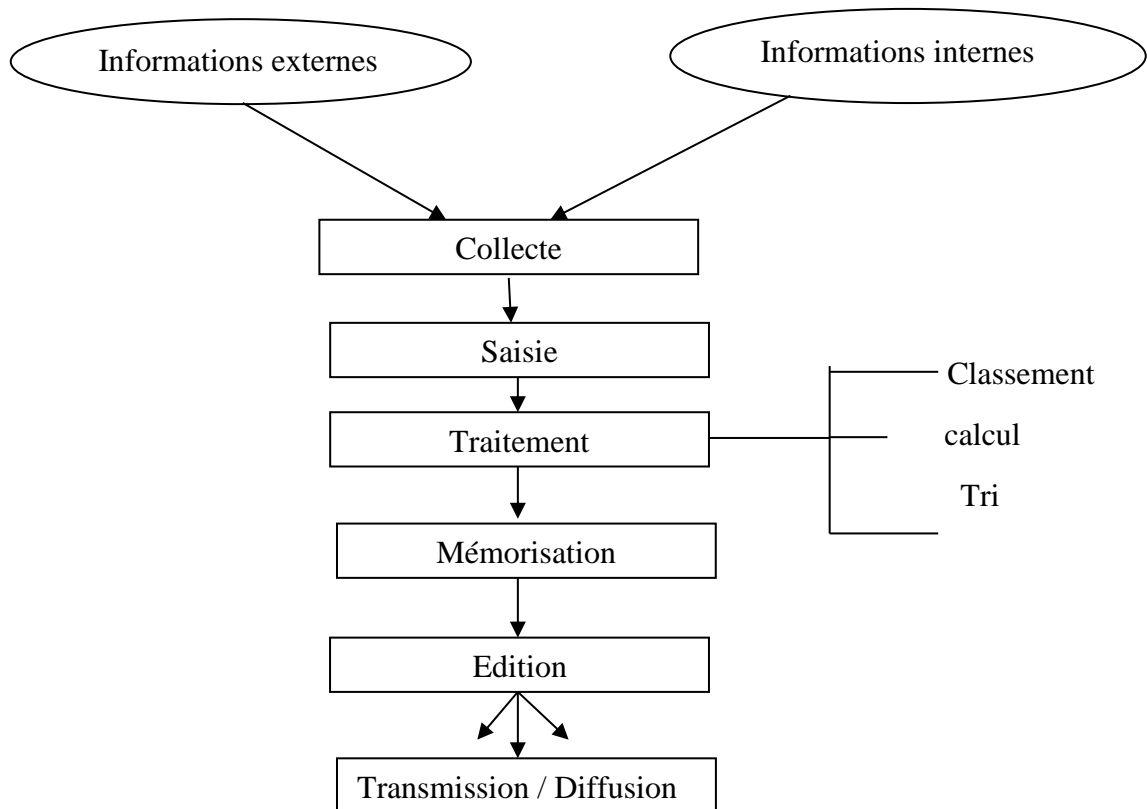 Informations externes
Informations internes
Collecte
Saisie
Traitement
Classement
calcul
Tri
Mémorisation
Edition
Transmission / Diffusion